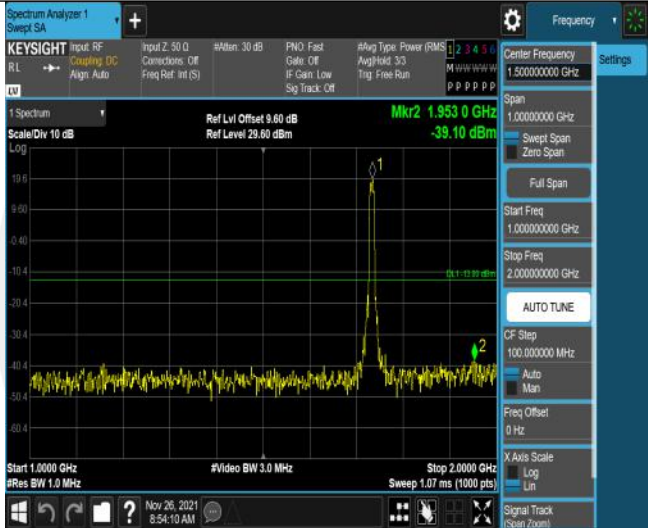 Spectrum Analyzer 1
Swept SA
+
Frequency
KEYSIGHT
RL
LV
Input: RF
Coupling: DC
Align: Auto
Input Z: 50 Ω
Corrections: Off
Freq Ref: Int (S)
#Atten: 30 dB
PNO: Fast
Gate: Off
IF Gain: Low
Sig Track: Off
#Avg Type: Power (RMS
Avg|Hold: 3/3
Trig: Free Run
1 2 3 4 5 6
M W W W W W
P P P P P P
1 Spectrum
Scale/Div 10 dB
Log
Ref Lvl Offset 9.60 dB
Ref Level 29.60 dBm
Mkr2 1.953 0 GHz
-39.10 dBm
19.6
9.60
-0.40
-10.4
-20.4
-30.4
-40.4
-50.4
-60.4
1
DL1 -13.00 dBm
2
Start 1.0000 GHz
#Res BW 1.0 MHz
#Video BW 3.0 MHz
Stop 2.0000 GHz
Sweep 1.07 ms (1000 pts)
Nov 26, 2021
8:54:10 AM
?
Center Frequency
1.500000000 GHz
Settings
Span
1.00000000 GHz
Swept Span
Zero Span
Full Span
Start Freq
1.000000000 GHz
Stop Freq
2.000000000 GHz
AUTO TUNE
CF Step
100.000000 MHz
Auto
Man
Freq Offset
0 Hz
X Axis Scale
Log
Lin
Signal Track
(Span Zoom)